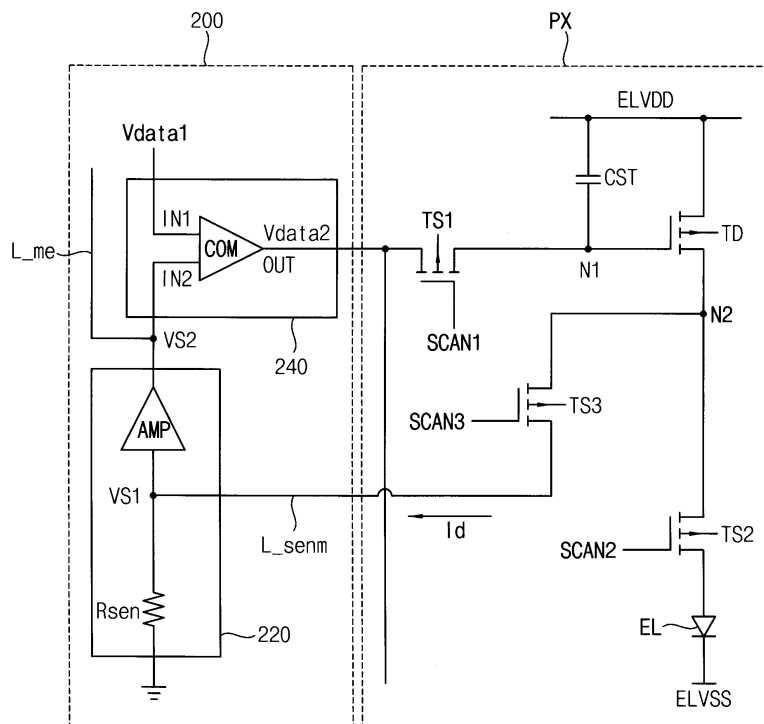 200
PX
ELVDD
Vdata1
CST
IN1
COM
Vdata2
TS1
TD
L_me
IN2
OUT
N1
VS2
240
SCAN1
N2
AMP
SCAN3
TS3
VS1
L_senm
Id
SCAN2
TS2
Rsen
220
EL
ELVSS